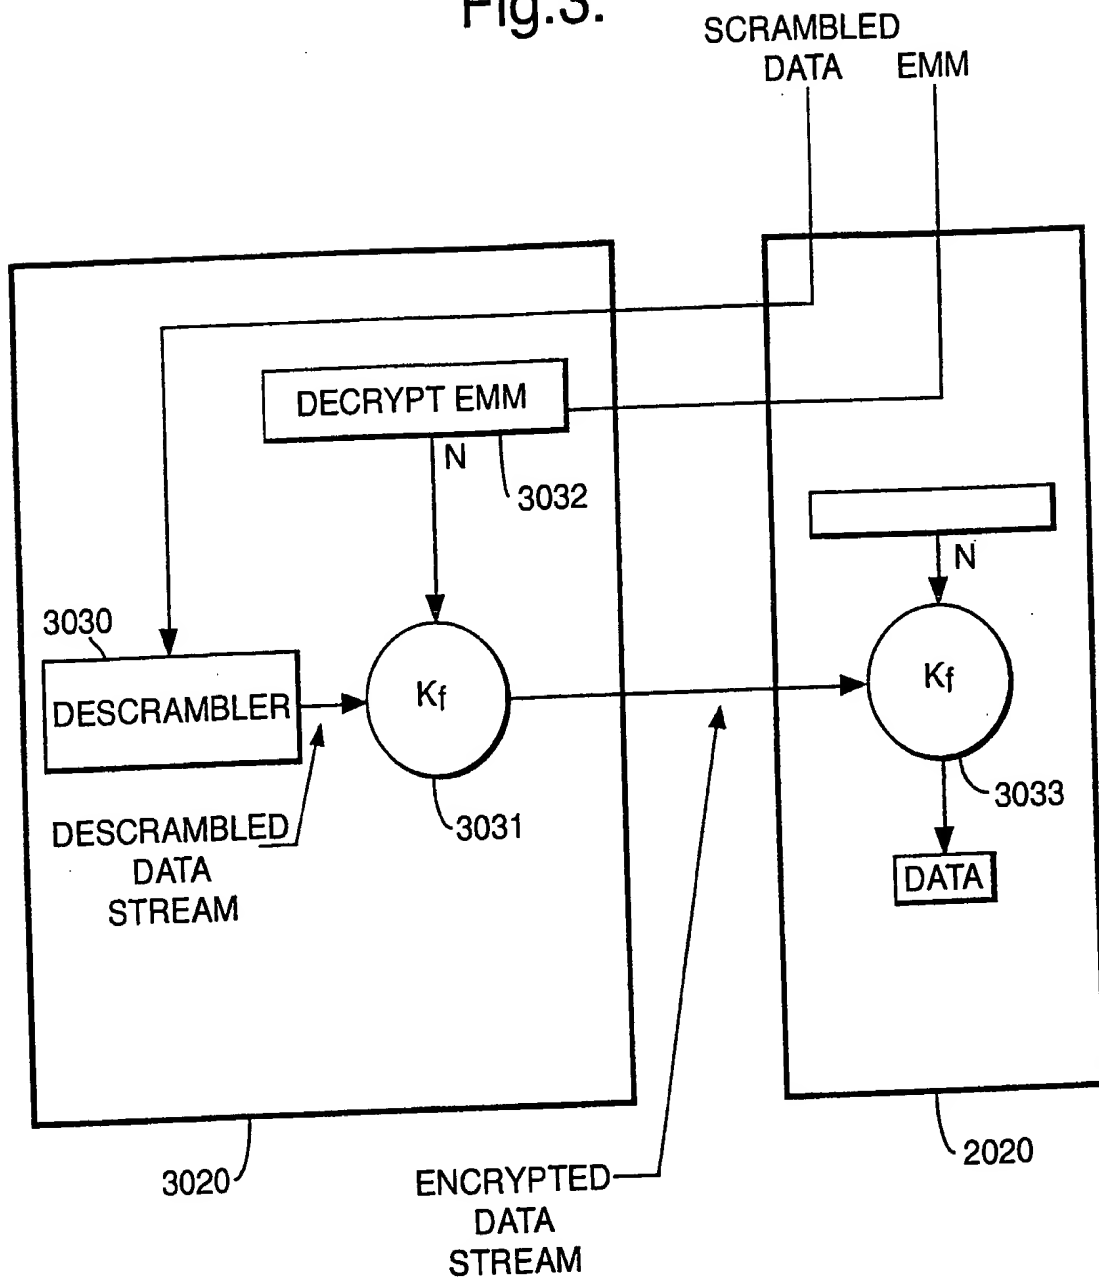 Fig.3.
SCRAMBLED
DATA
EMM
DECRYPT EMM
N
3032
N
3030
DESCRAMBLER
Kf
Kf
3031
3033
DESCRAMBLED
DATA
STREAM
DATA
3020
2020
ENCRYPTED
DATA
STREAM